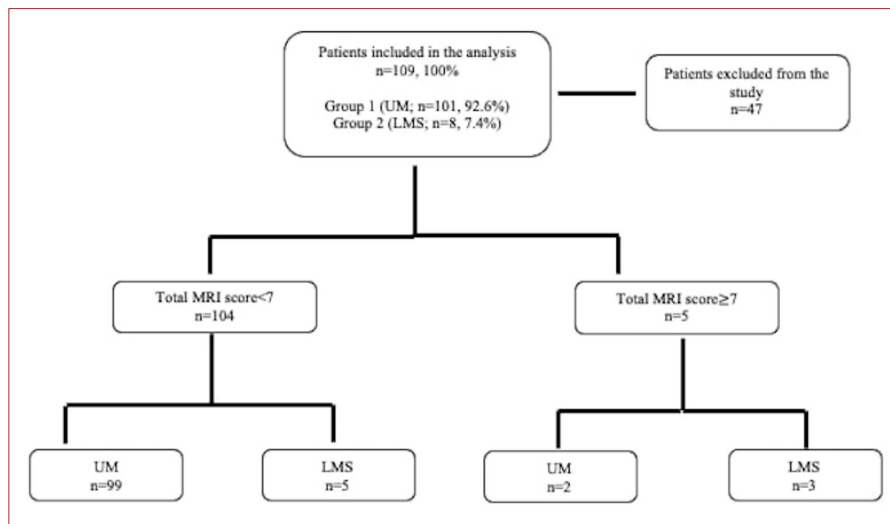 Patients included in the analysis
n=109, 100%
Group 1 (UM; n=101, 92.6%)
Group 2 (LMS; n=8, 7.4%)
Patients excluded from the
study
n=47
Total MRI score<7
n=104
Total MRI score≥7
n=5
UM
n=99
LMS
n=5
UM
n=2
LMS
n=3